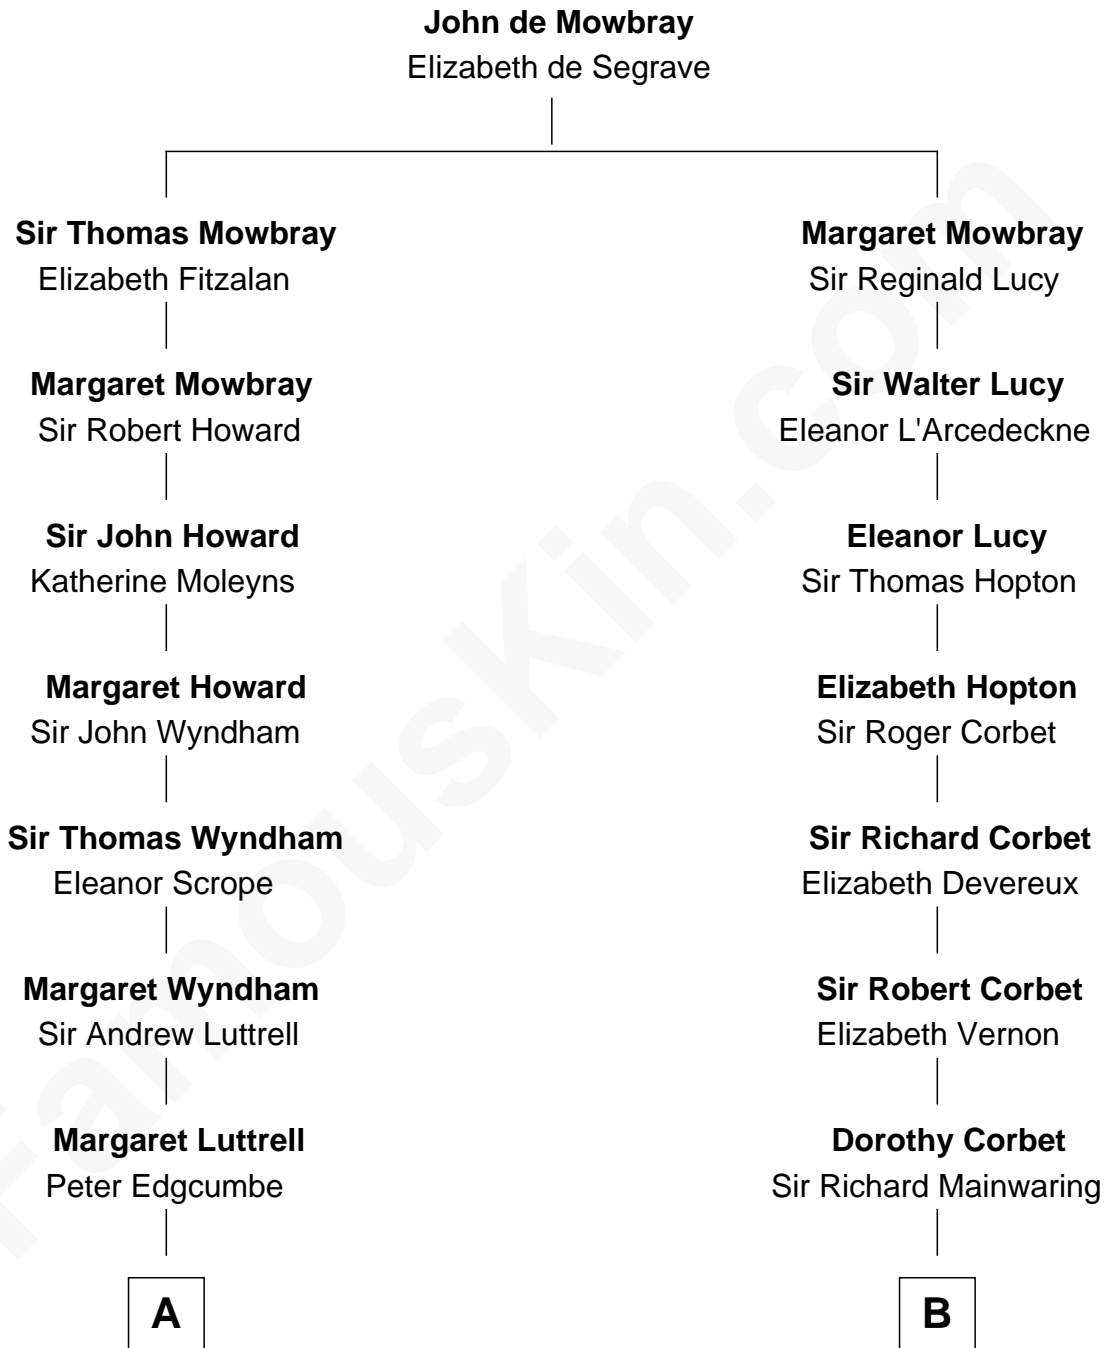 John de Mowbray
Elizabeth de Segrave
Sir Thomas Mowbray
Elizabeth Fitzalan
Margaret Mowbray
Sir Robert Howard
Sir John Howard
Katherine Moleyns
Margaret Howard
Sir John Wyndham
Sir Thomas Wyndham
Eleanor Scrope
Margaret Wyndham
Sir Andrew Luttrell
Margaret Luttrell
Peter Edgcumbe
A
Margaret Mowbray
Sir Reginald Lucy
Sir Walter Lucy
Eleanor L'Arcedeckne
Eleanor Lucy
Sir Thomas Hopton
Elizabeth Hopton
Sir Roger Corbet
Sir Richard Corbet
Elizabeth Devereux
Sir Robert Corbet
Elizabeth Vernon
Dorothy Corbet
Sir Richard Mainwaring
B
FamousKin.com